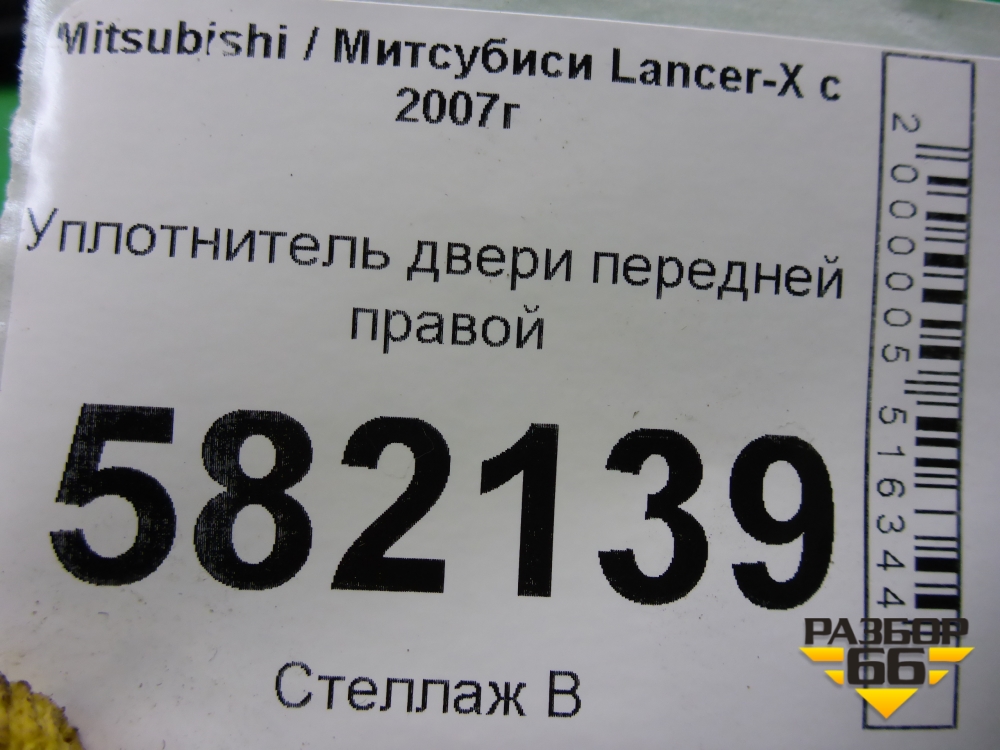 Mitsubishi / Митсубиси Lancer-X с
2007г
Уплотнитель двери передней
правой
582139
Стеллаж В
2000005516344
РАЗБОР
66